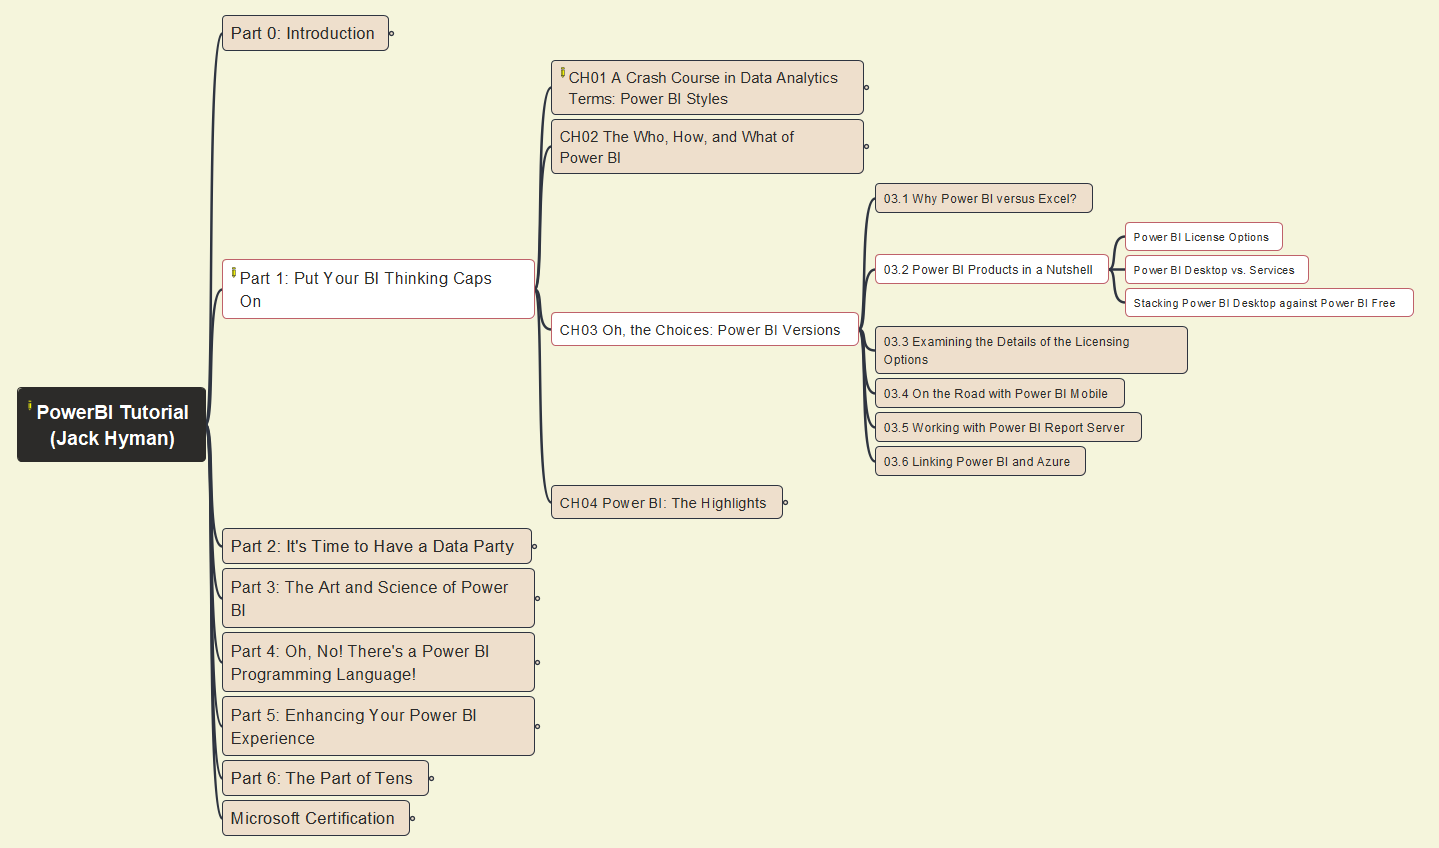 Part 0: Introduction
CH01 A Crash Course in Data Analytics
Terms: Power BI Styles
CH02 The Who, How, and What of
Power BI
03.1 Why Power BI versus Excel?
Power BI License Options
03.2 Power BI Products in a Nutshell
Power BI Desktop vs. Services
Stacking Power BI Desktop against Power BI Free
Part 1: Put Your BI Thinking Caps
On
CH03 Oh, the Choices: Power BI Versions
03.3 Examining the Details of the Licensing
Options
03.4 On the Road with Power BI Mobile
03.5 Working with Power BI Report Server
03.6 Linking Power BI and Azure
PowerBI Tutorial
(Jack Hyman)
CH04 Power BI: The Highlights
Part 2: It's Time to Have a Data Party
Part 3: The Art and Science of Power
BI
Part 4: Oh, No! There's a Power BI
Programming Language!
Part 5: Enhancing Your Power BI
Experience
Part 6: The Part of Tens
Microsoft Certification